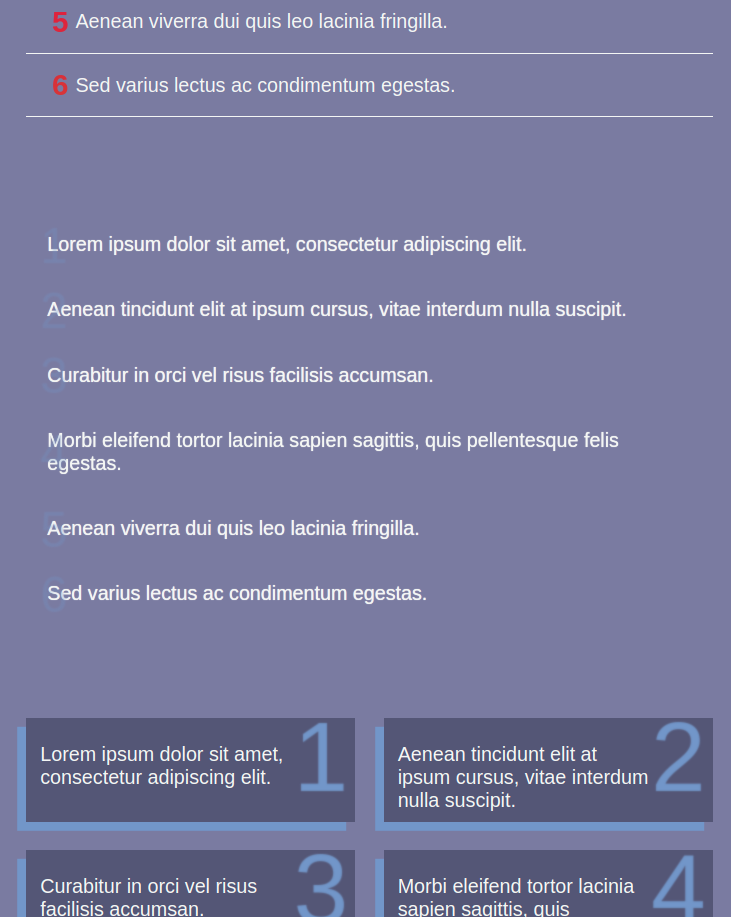 5 Aenean viverra dui quis leo lacinia fringilla.
6 Sed varius lectus ac condimentum egestas.
1 Lorem ipsum dolor sit amet, consectetur adipiscing elit.
2 Aenean tincidunt elit at ipsum cursus, vitae interdum nulla suscipit.
3 Curabitur in orci vel risus facilisis accumsan.
4 Morbi eleifend tortor lacinia sapien sagittis, quis pellentesque felis
egestas.
5 Aenean viverra dui quis leo lacinia fringilla.
6 Sed varius lectus ac condimentum egestas.
1
Lorem ipsum dolor sit amet,
consectetur adipiscing elit.
2
Aenean tincidunt elit at
ipsum cursus, vitae interdum
nulla suscipit.
3
Curabitur in orci vel risus
facilisis accumsan.
4
Morbi eleifend tortor lacinia
sapien sagittis, quis